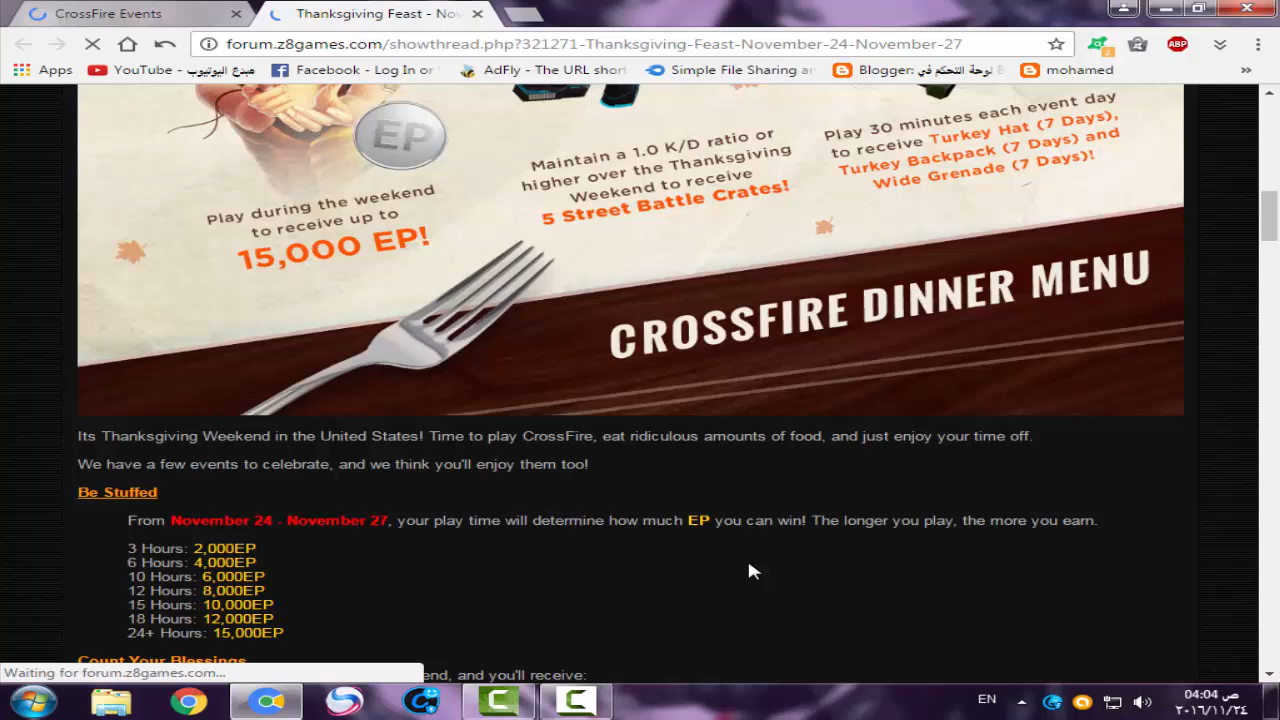 CrossFire Events
Thanksgiving Feast - Nov
forum.z8games.com/showthread.php?321271-Thanksgiving-Feast-November-24-November-27
2
ABP
Apps
YouTube - مبدع اليوتيوب
Facebook - Log In or
AdFly - The URL short
Simple File Sharing a
Blogger: لوحة التحكم في
mohamed
EP
Play during the weekend
to receive up to
15,000 EP!
Maintain a 1.0 K/D ratio or
higher over the Thanksgiving
Weekend to receive
5 Street Battle Crates!
Play 30 minutes each event day
to receive Turkey Hat (7 Days),
Turkey Backpack (7 Days) and
Wide Grenade (7 Days)!
CROSSFIRE DINNER MENU
Its Thanksgiving Weekend in the United States! Time to play CrossFire, eat ridiculous amounts of food, and just enjoy your time off.
We have a few events to celebrate, and we think you'll enjoy them too!
Be Stuffed
From November 24 - November 27, your play time will determine how much EP you can win! The longer you play, the more you earn.
3 Hours: 2,000EP
6 Hours: 4,000EP
10 Hours: 6,000EP
12 Hours: 8,000EP
15 Hours: 10,000EP
18 Hours: 12,000EP
24+ Hours: 15,000EP
Count Your Blessings
end, and you'll receive:
Waiting for forum.z8games.com...
EN
04:04 ص
٢٠١٦/١١/٢٤